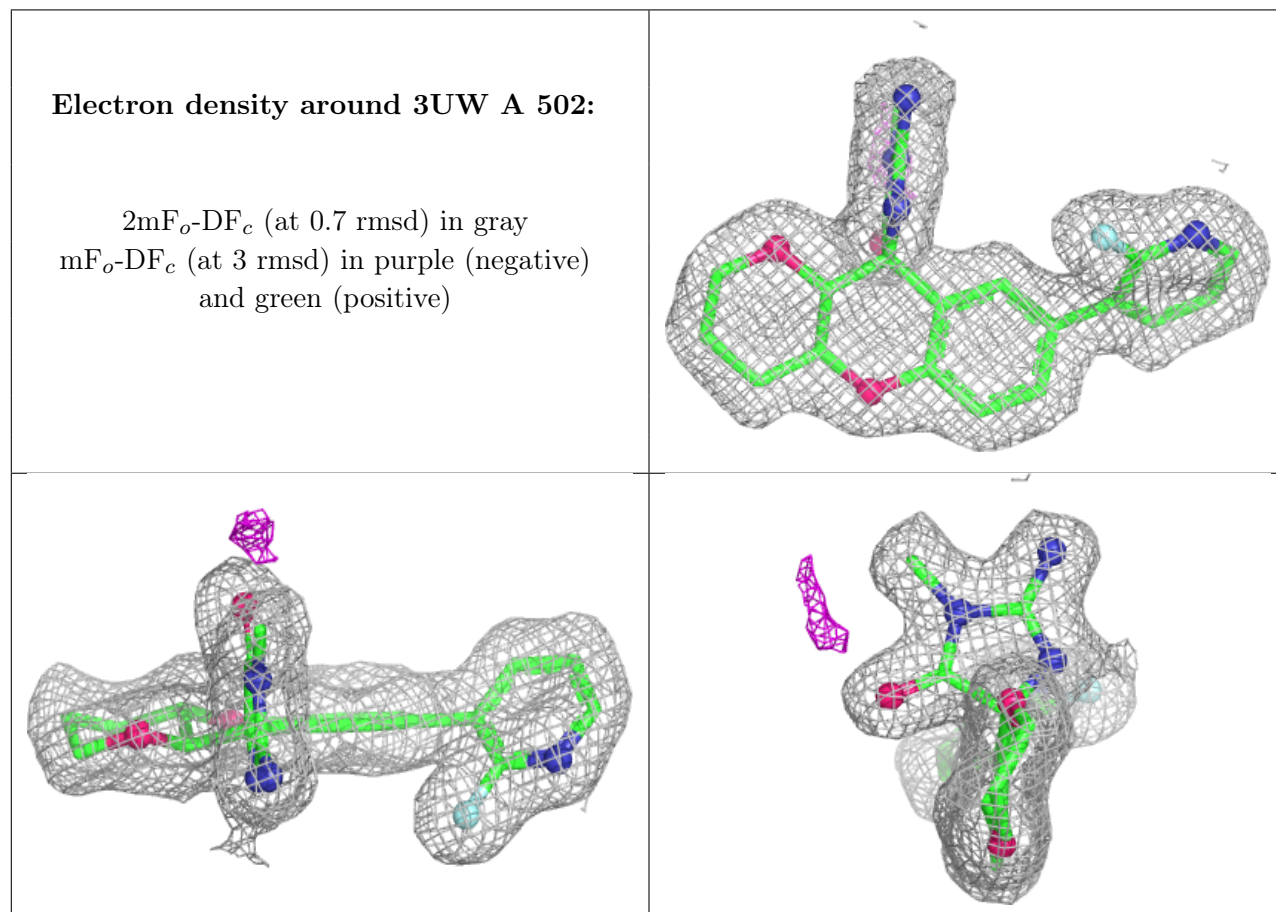 Electron density around 3UW A 502:
2mFo-DFc (at 0.7 rmsd) in gray
mFo-DFc (at 3 rmsd) in purple (negative)
and green (positive)